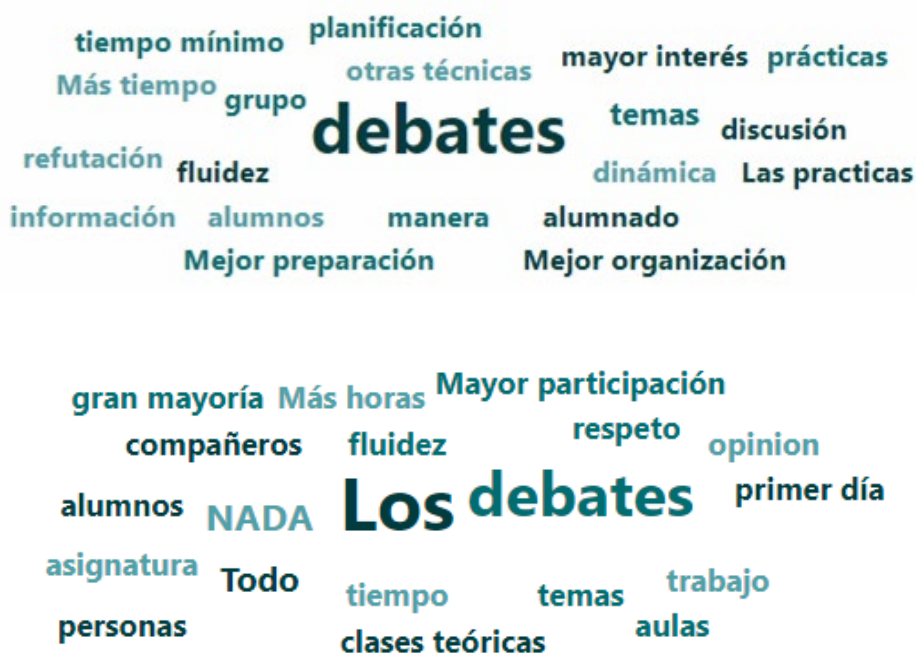 planificación
tiempo mínimo
mayor interés prácticas
otras técnicas
Más tiempo
grupo
debates
temas
discusión
refutación
fluidez
dinámica Las practicas
información alumnos manera alumnado
Mejor preparación Mejor organización
gran mayoría Más horas Mayor participación
compañeros fluidez respeto opinion
alumnos NADA Los debates primer día
asignatura Todo tiempo temas trabajo
personas clases teóricas aulas